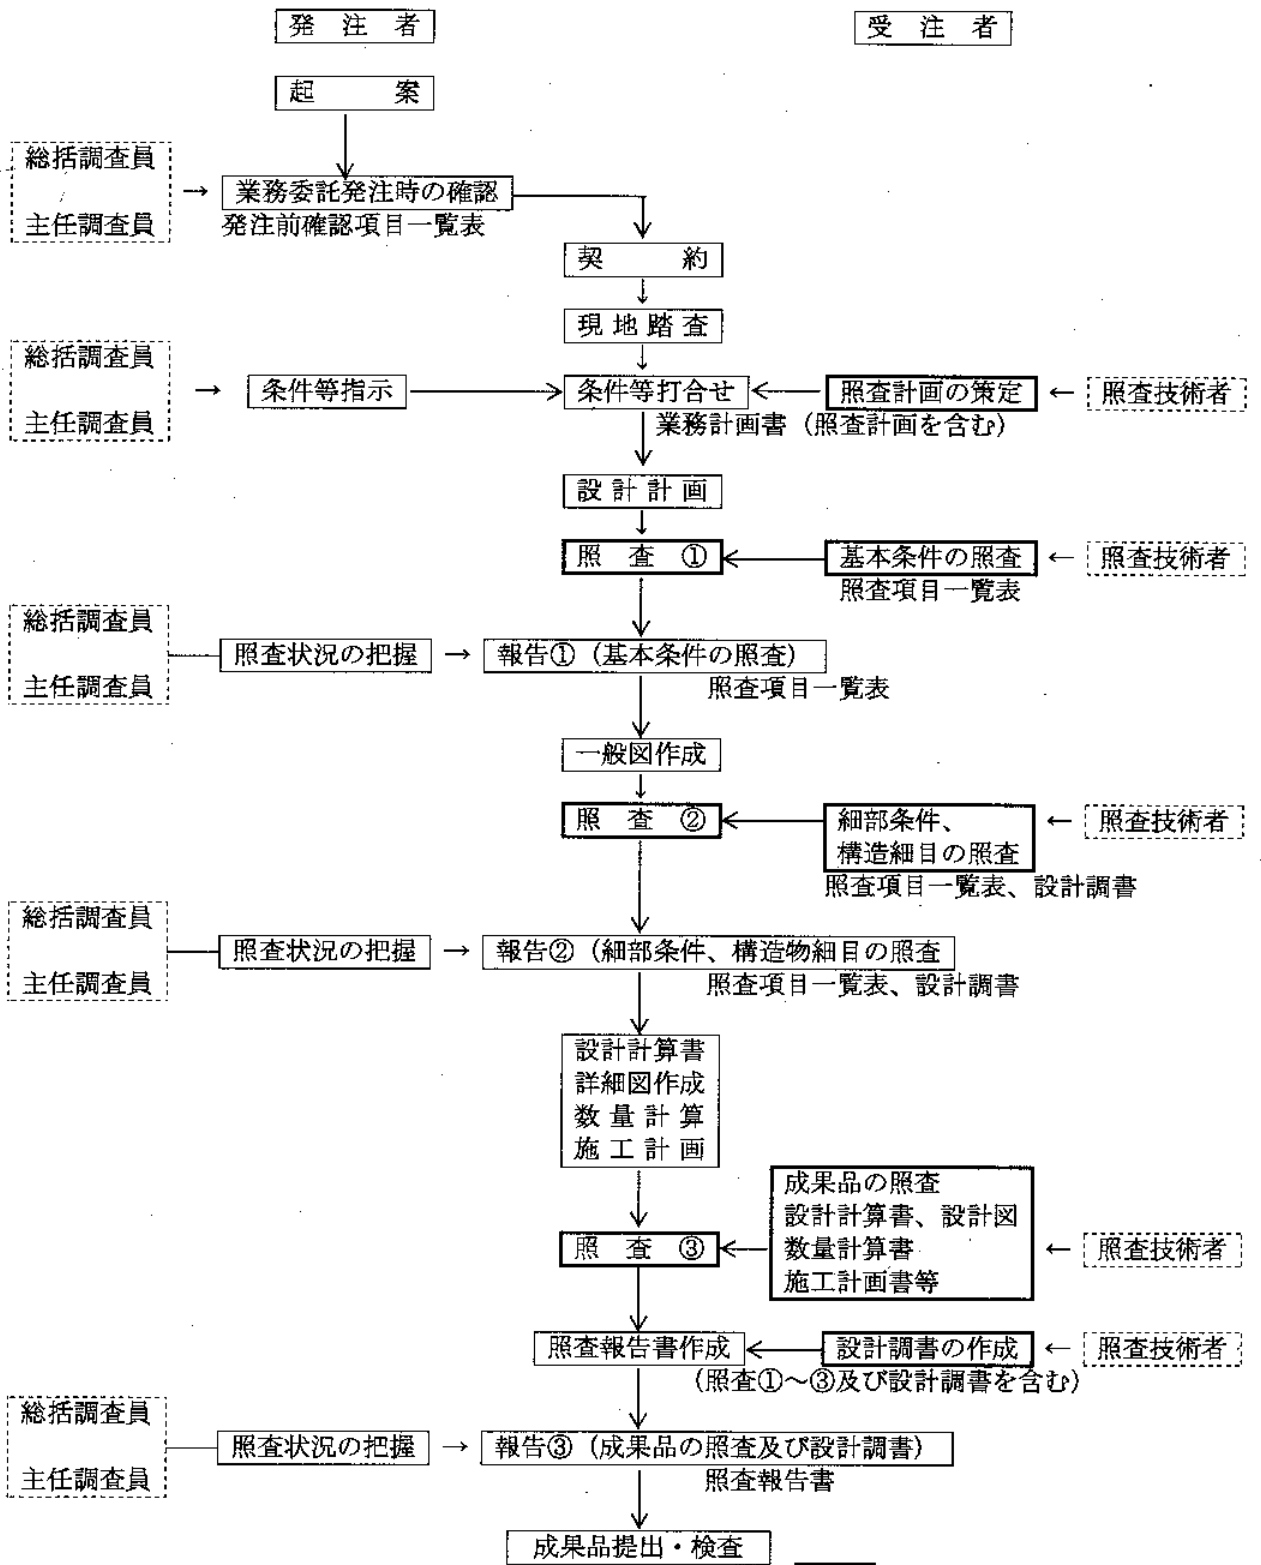 発 注 者
受 注 者
起 案
総括調査員
主任調査員
→
業務委託発注時の確認
発注前確認項目一覧表
契 約
現地踏査
総括調査員
主任調査員
→
条件等指示
条件等打合せ
照査計画の策定
←
照査技術者
業務計画書（照査計画を含む）
設計計画
照 査 ①
基本条件の照査
←
照査技術者
照査項目一覧表
総括調査員
主任調査員
照査状況の把握
→
報告①（基本条件の照査）
照査項目一覧表
一般図作成
照 査 ②
細部条件、
構造細目の照査
←
照査技術者
照査項目一覧表、設計調書
総括調査員
主任調査員
照査状況の把握
→
報告②（細部条件、構造物細目の照査
照査項目一覧表、設計調書
設計計算書
詳細図作成
数量計算
施工計画
成果品の照査
設計計算書、設計図
数量計算書
施工計画書等
照 査 ③
←
照査技術者
照査報告書作成
設計調書の作成
←
照査技術者
（照査①～③及び設計調書を含む）
総括調査員
主任調査員
照査状況の把握
→
報告③（成果品の照査及び設計調書）
照査報告書
成果品提出・検査